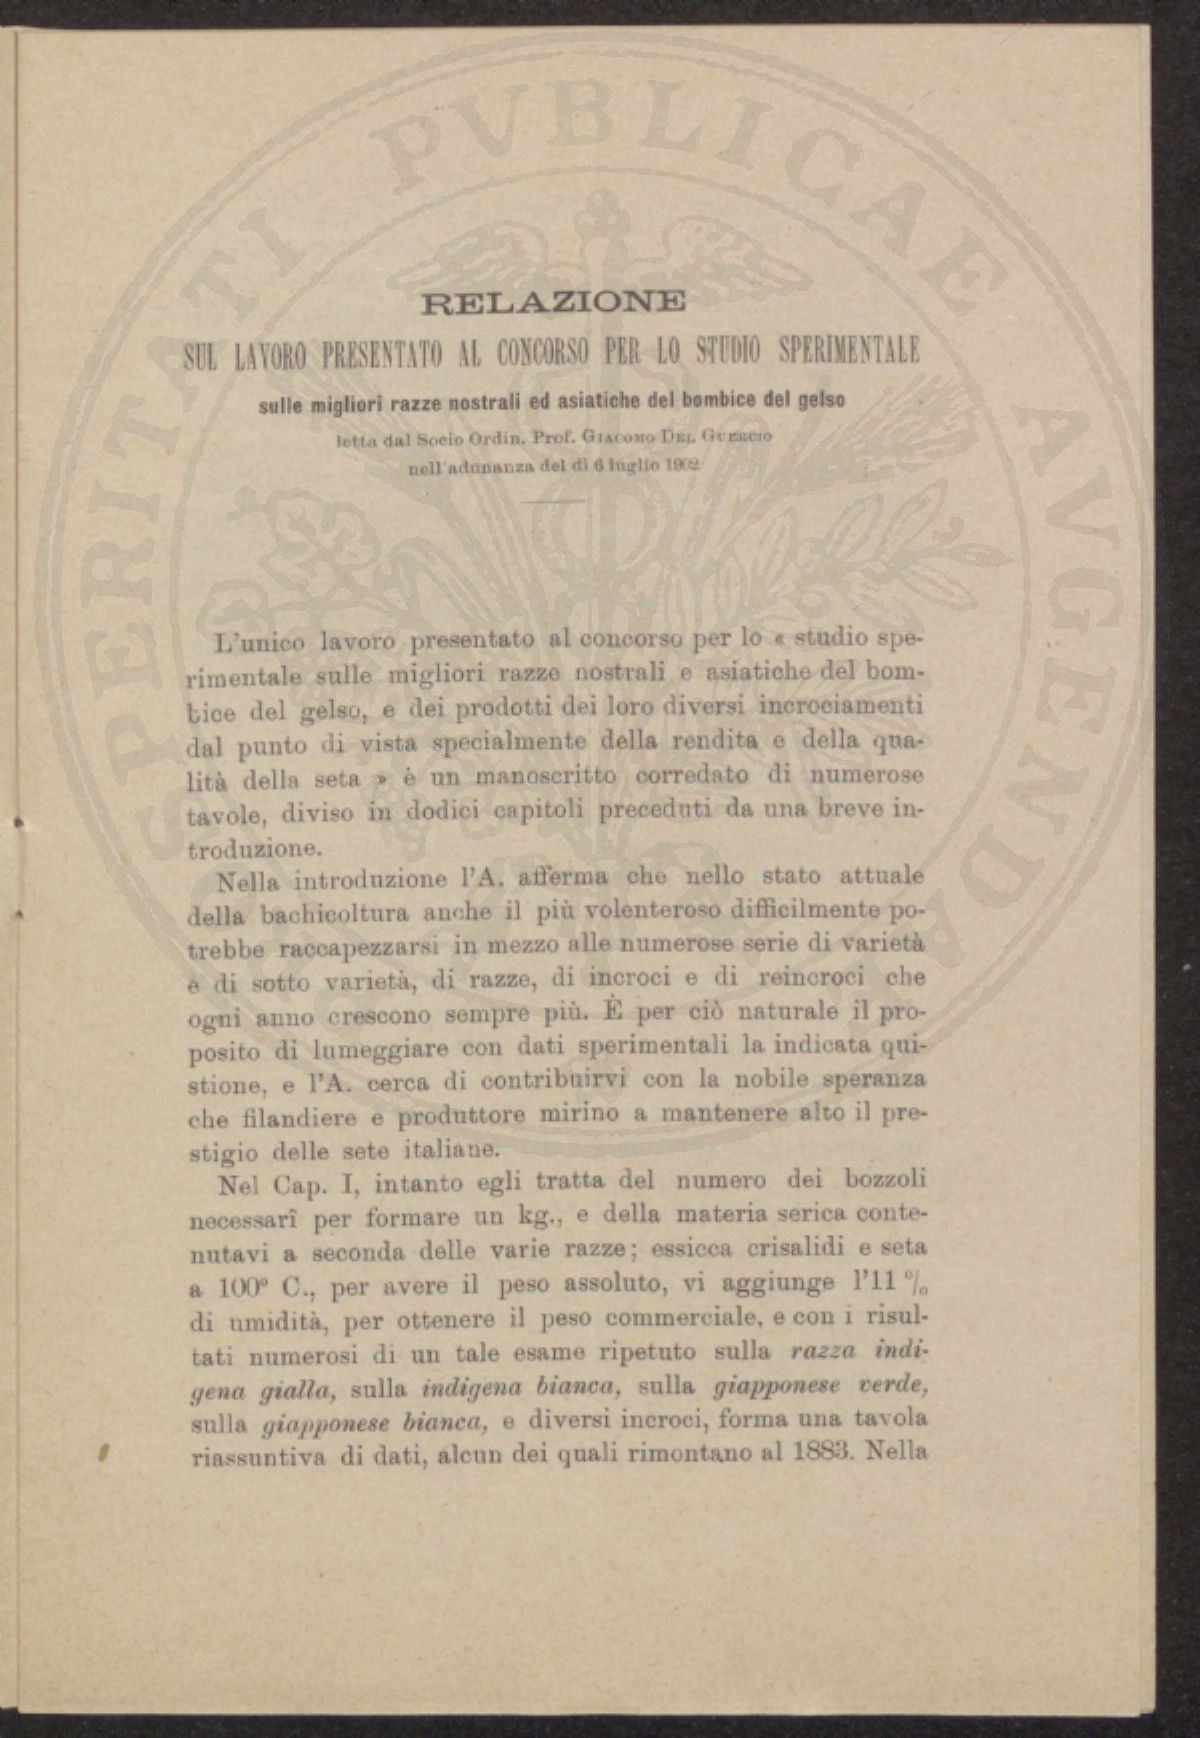 PROSPERITATI PVBLICAE AVGENDAE
RELAZIONE
SUL LAVORO PRESENTATO AL CONCORSO PER LO STUDIO SPERIMENTALE
sulle migliori razze nostrali ed asiatiche del bombice del gelso
letta dal Socio Ordin. Prof. GIACOMO DEL GUERCIO
nell'adunanza del dì 6 luglio 1902
L'unico lavoro presentato al concorso per lo « studio spe-
rimentale sulle migliori razze nostrali e asiatiche del bom-
bice del gelso, e dei prodotti dei loro diversi incrociamenti
dal punto di vista specialmente della rendita e della qua-
lità della seta » è un manoscritto corredato di numerose
tavole, diviso in dodici capitoli preceduti da una breve in-
troduzione.
Nella introduzione l'A. afferma che nello stato attuale
della bachicoltura anche il più volenteroso difficilmente po-
trebbe raccapezzarsi in mezzo alle numerose serie di varietà
e di sotto varietà, di razze, di incroci e di reincroci che
ogni anno crescono sempre più. È per ciò naturale il pro-
posito di lumeggiare con dati sperimentali la indicata qui-
stione, e l'A. cerca di contribuirvi con la nobile speranza
che filandiere e produttore mirino a mantenere alto il pre-
stigio delle sete italiane.
Nel Cap. I, intanto egli tratta del numero dei bozzoli
necessarî per formare un kg., e della materia serica conte-
nutavi a seconda delle varie razze; essicca crisalidi e seta
a 100° C., per avere il peso assoluto, vi aggiunge l'11 %
di umidità, per ottenere il peso commerciale, e con i risul-
tati numerosi di un tale esame ripetuto sulla razza indi-
gena gialla, sulla indigena bianca, sulla giapponese verde,
sulla giapponese bianca, e diversi incroci, forma una tavola
riassuntiva di dati, alcun dei quali rimontano al 1883. Nella